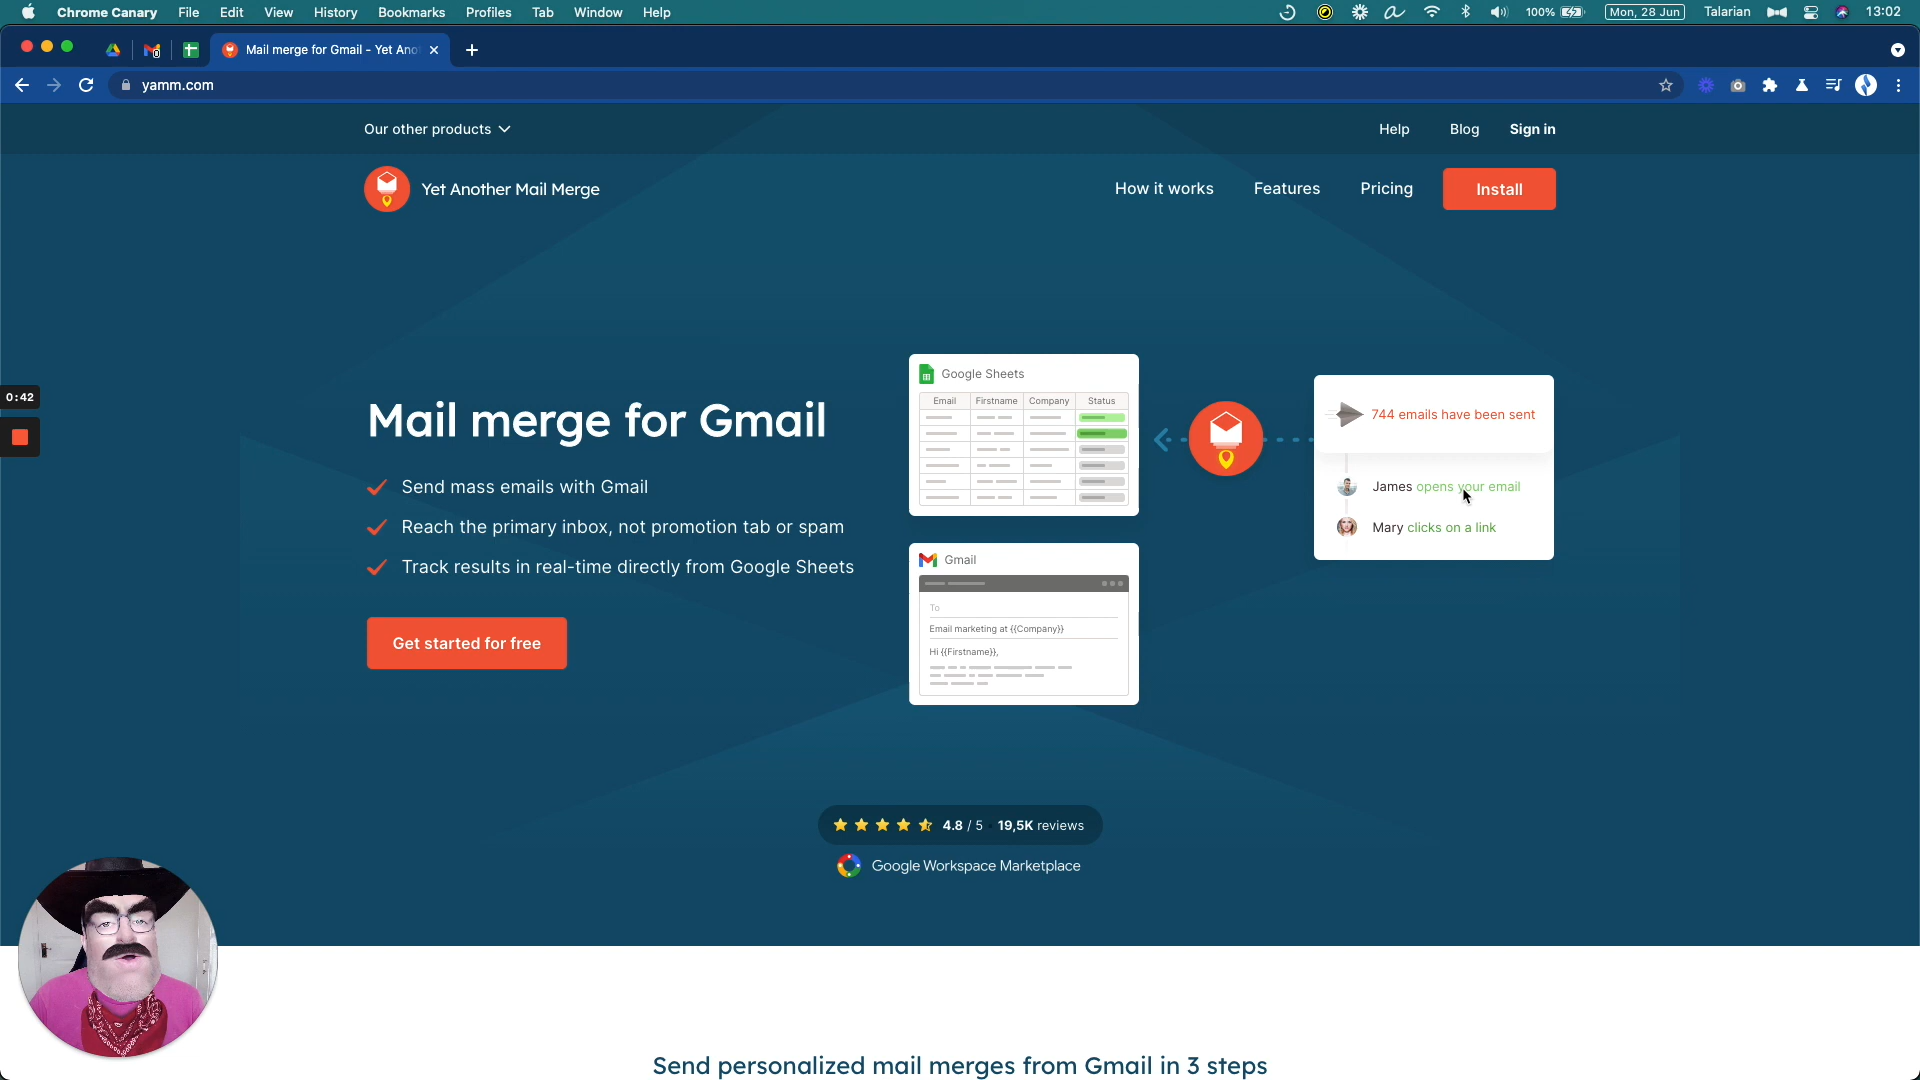 Chrome Canary File Edit View History Bookmarks Profiles Tab Window Help
100% Mon, 28 Jun Talarian 13:02
Mail merge for Gmail - Yet Ano
yamm.com
Our other products
Help Blog Sign in
Yet Another Mail Merge
How it works Features Pricing Install
0:42
Mail merge for Gmail
Send mass emails with Gmail
Reach the primary inbox, not promotion tab or spam
Track results in real-time directly from Google Sheets
Get started for free
Google Sheets
Email Firstname Company Status
Gmail
To
Email marketing at {{Company}}
Hi {{Firstname}},
744 emails have been sent
James opens your email
Mary clicks on a link
4.8 / 5 19,5K reviews
Google Workspace Marketplace
Send personalized mail merges from Gmail in 3 steps